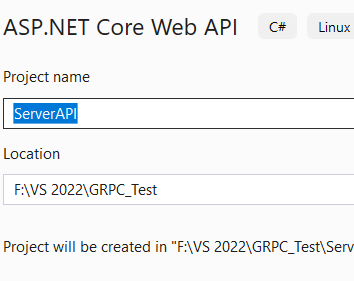 ASP.NET Core Web API C# Linux
Project name
ServerAPI
Location
F:\VS 2022\GRPC_Test
Project will be created in "F:\VS 2022\GRPC_Test\Serv